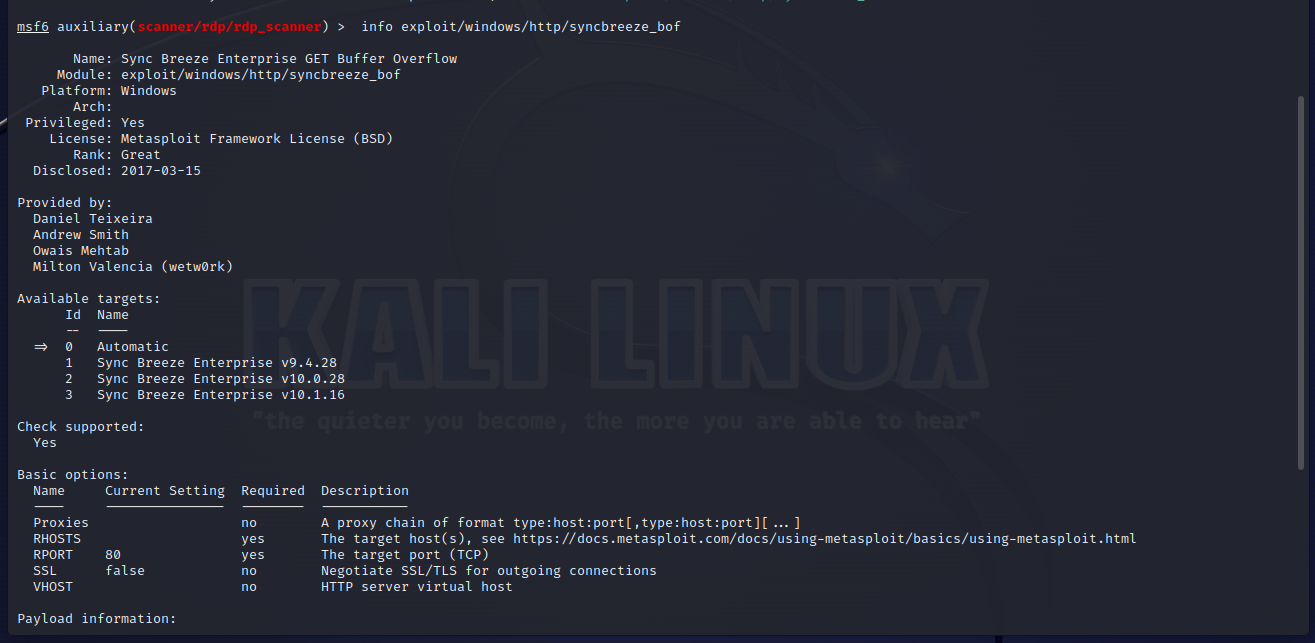 msf6 auxiliary(scanner/rdp/rdp_scanner) >  info exploit/windows/http/syncbreeze_bof
       Name: Sync Breeze Enterprise GET Buffer Overflow
     Module: exploit/windows/http/syncbreeze_bof
   Platform: Windows
       Arch:
 Privileged: Yes
    License: Metasploit Framework License (BSD)
       Rank: Great
  Disclosed: 2017-03-15
Provided by:
  Daniel Teixeira
  Andrew Smith
  Owais Mehtab
  Milton Valencia (wetw0rk)
Available targets:
      Id  Name
      --  ----
  =>  0   Automatic
      1   Sync Breeze Enterprise v9.4.28
      2   Sync Breeze Enterprise v10.0.28
      3   Sync Breeze Enterprise v10.1.16
KALI LINUX
"the quieter you become, the more you are able to hear"
Check supported:
  Yes
Basic options:
  Name     Current Setting  Required  Description
  ----     ---------------  --------  -----------
  Proxies                   no        A proxy chain of format type:host:port[,type:host:port][...]
  RHOSTS                    yes       The target host(s), see https://docs.metasploit.com/docs/using-metasploit/basics/using-metasploit.html
  RPORT    80               yes       The target port (TCP)
  SSL      false            no        Negotiate SSL/TLS for outgoing connections
  VHOST                     no        HTTP server virtual host
Payload information: